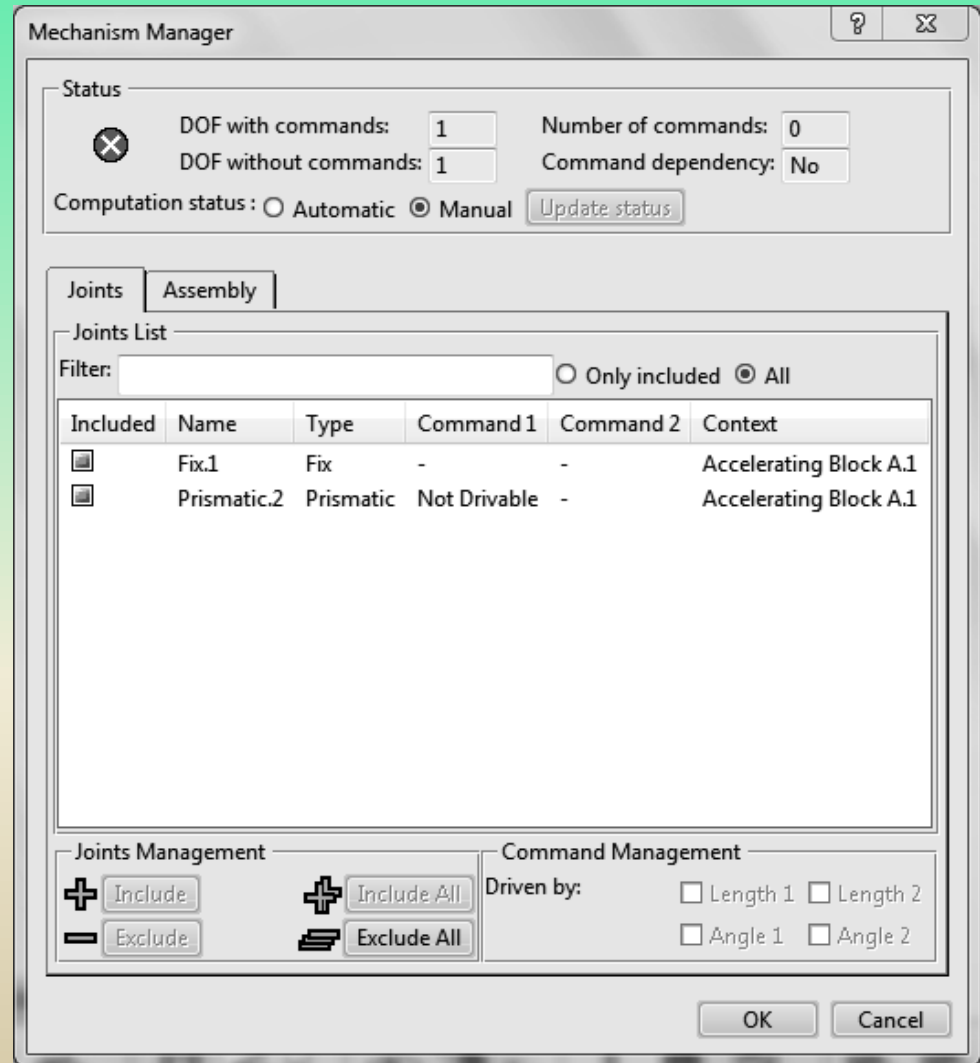 Mechanism Manager
Status
DOF with commands: 1 Number of commands: 0
DOF without commands: 1 Command dependency: No
Computation status : Automatic Manual Update status
Joints Assembly
Joints List
Filter: Only included All
Included Name Type Command 1 Command 2 Context
Fix.1 Fix - - Accelerating Block A.1
Prismatic.2 Prismatic Not Drivable - Accelerating Block A.1
Joints Management Command Management
Include Include All Driven by: Length 1 Length 2
Exclude Exclude All Angle 1 Angle 2
OK Cancel